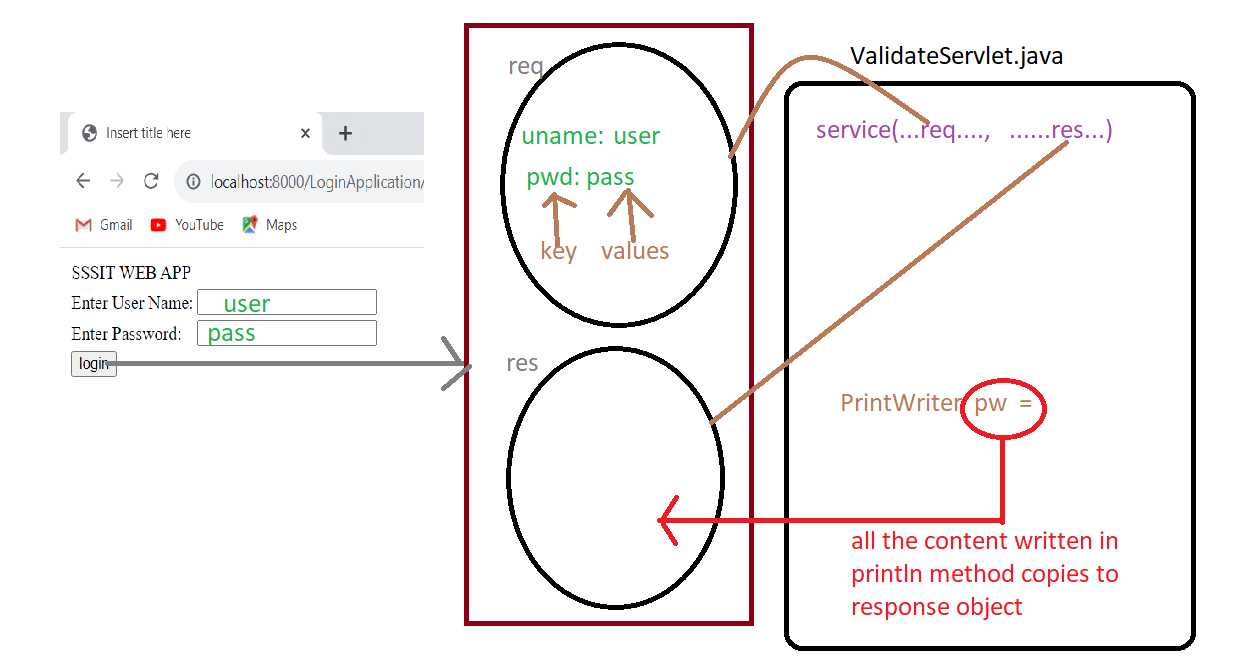 Insert title here
localhost:8000/LoginApplication/
Gmail YouTube Maps
SSSIT WEB APP
Enter User Name: user
Enter Password: pass
login
req
uname: user
pwd: pass
key values
res
ValidateServlet.java
service(...req...., ......res...)
PrintWriter pw =
all the content written in
println method copies to
response object